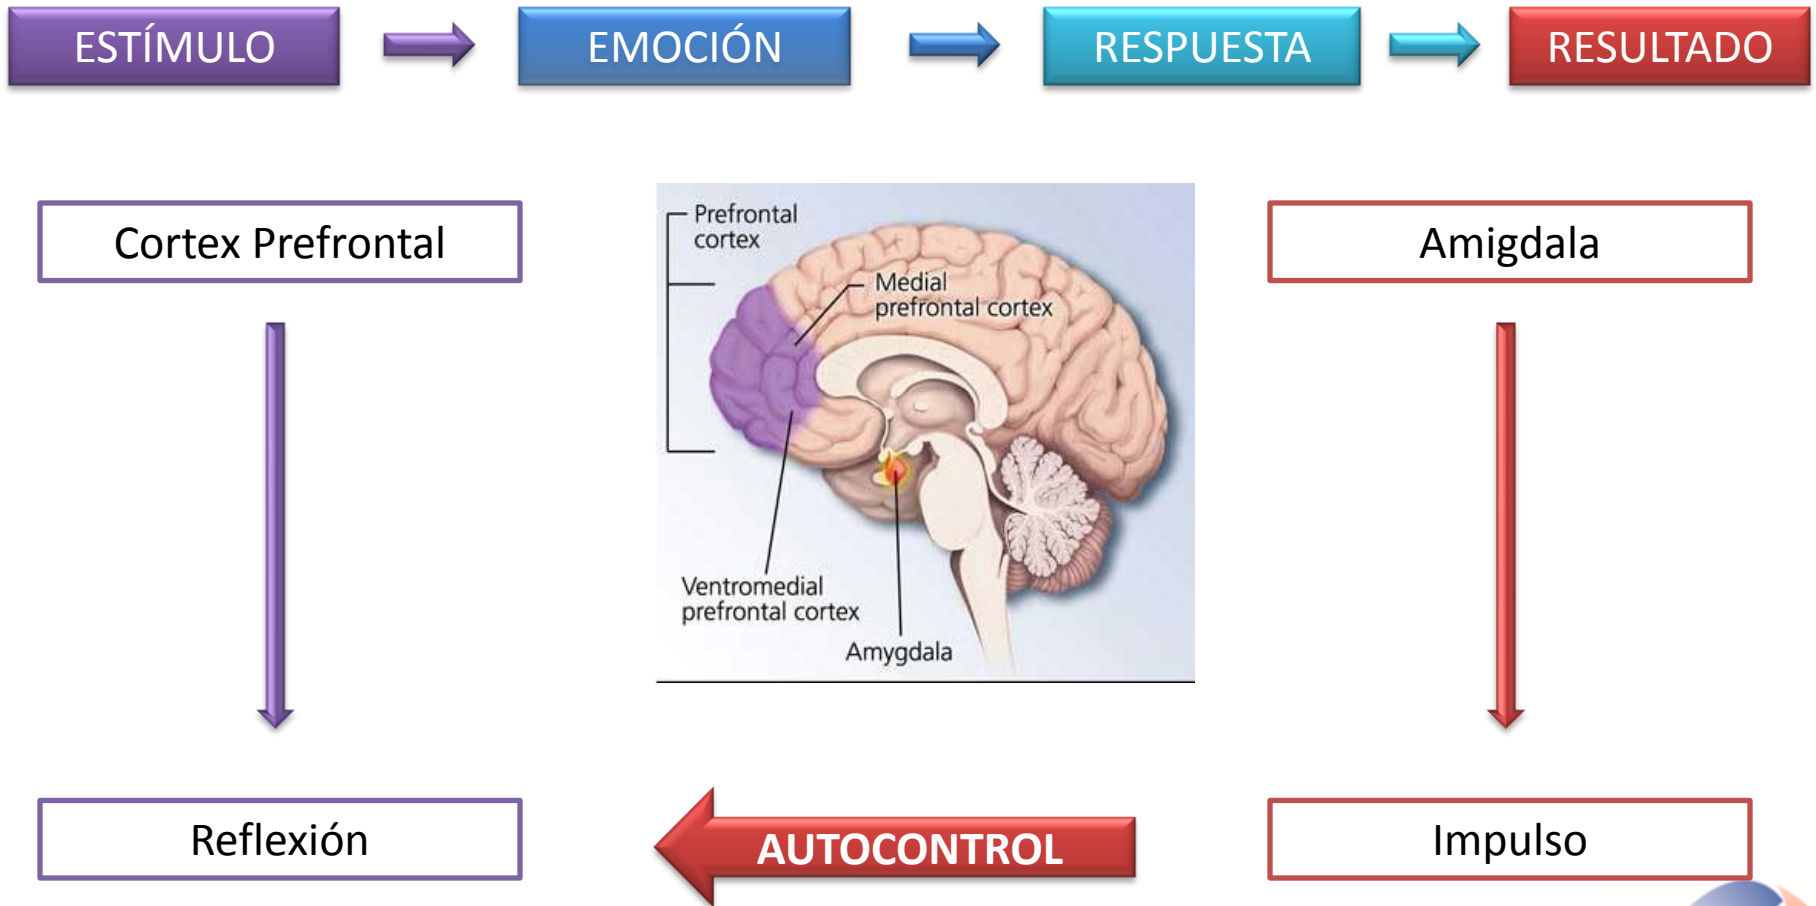 ESTÍMULO
EMOCIÓN
RESPUESTA
RESULTADO
Cortex Prefrontal
Prefrontal
cortex
Medial
prefrontal cortex
Ventromedial
prefrontal cortex
Amygdala
Amigdala
Reflexión
AUTOCONTROL
Impulso